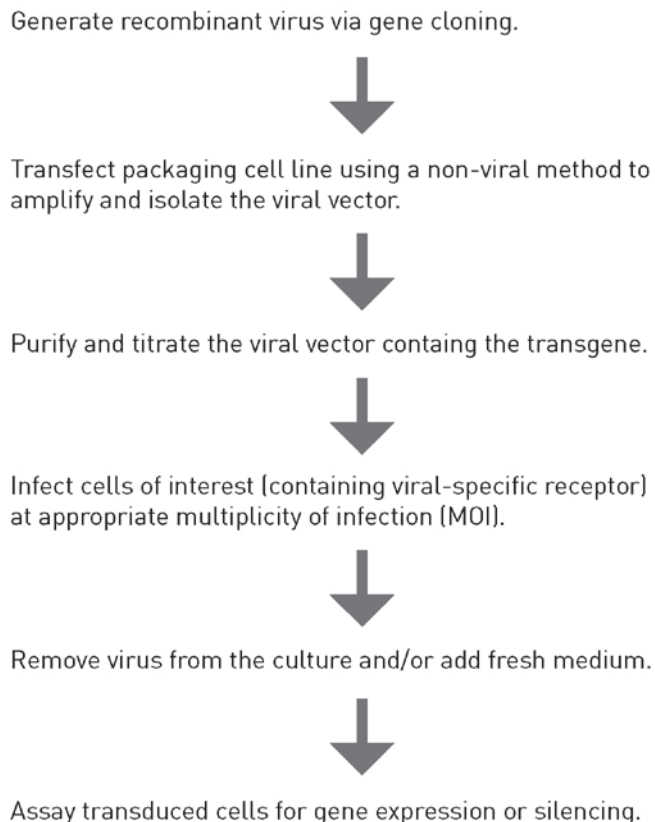 Generate recombinant virus via gene cloning.
Transfect packaging cell line using a non-viral method to
amplify and isolate the viral vector.
Purify and titrate the viral vector containg the transgene.
Infect cells of interest (containing viral-specific receptor)
at appropriate multiplicity of infection (MOI).
Remove virus from the culture and/or add fresh medium.
Assay transduced cells for gene expression or silencing.